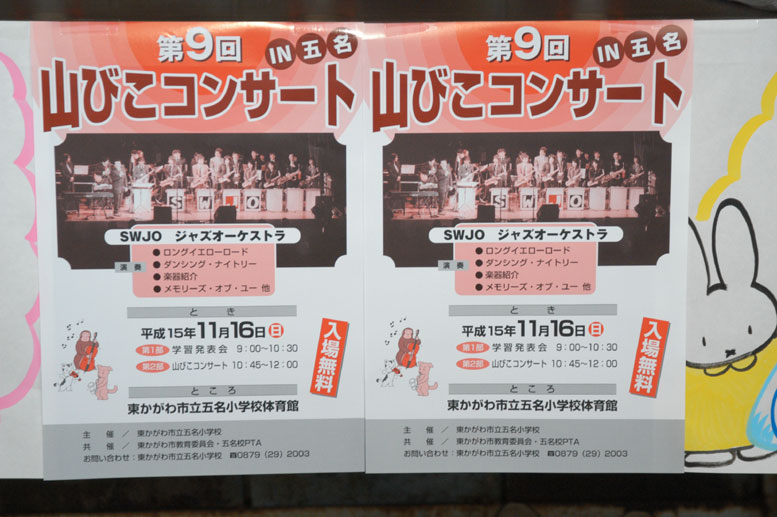 第9回
IN五名
山びこコンサート
SWJO
SWJO ジャズオーケストラ
演奏
● ロングイエローロード
● ダンシング・ナイトリー
● 楽器紹介
● メモリーズ・オブ・ユー 他
とき
平成15年11月16日 日
第1部 学習発表会 9:00〜10:30
第2部 山びこコンサート 10:45〜12:00
入場無料
ところ
東かがわ市立五名小学校体育館
主 催 / 東かがわ市立五名小学校
共 催 / 東かがわ市教育委員会・五名校PTA
お問い合わせ:東かがわ市立五名小学校 ☎0879(29)2003
第9回
IN五名
山びこコンサート
SWJO
SWJO ジャズオーケストラ
演奏
● ロングイエローロード
● ダンシング・ナイトリー
● 楽器紹介
● メモリーズ・オブ・ユー 他
とき
平成15年11月16日 日
第1部 学習発表会 9:00〜10:30
第2部 山びこコンサート 10:45〜12:00
入場無料
ところ
東かがわ市立五名小学校体育館
主 催 / 東かがわ市立五名小学校
共 催 / 東かがわ市教育委員会・五名校PTA
お問い合わせ:東かがわ市立五名小学校 ☎0879(29)2003